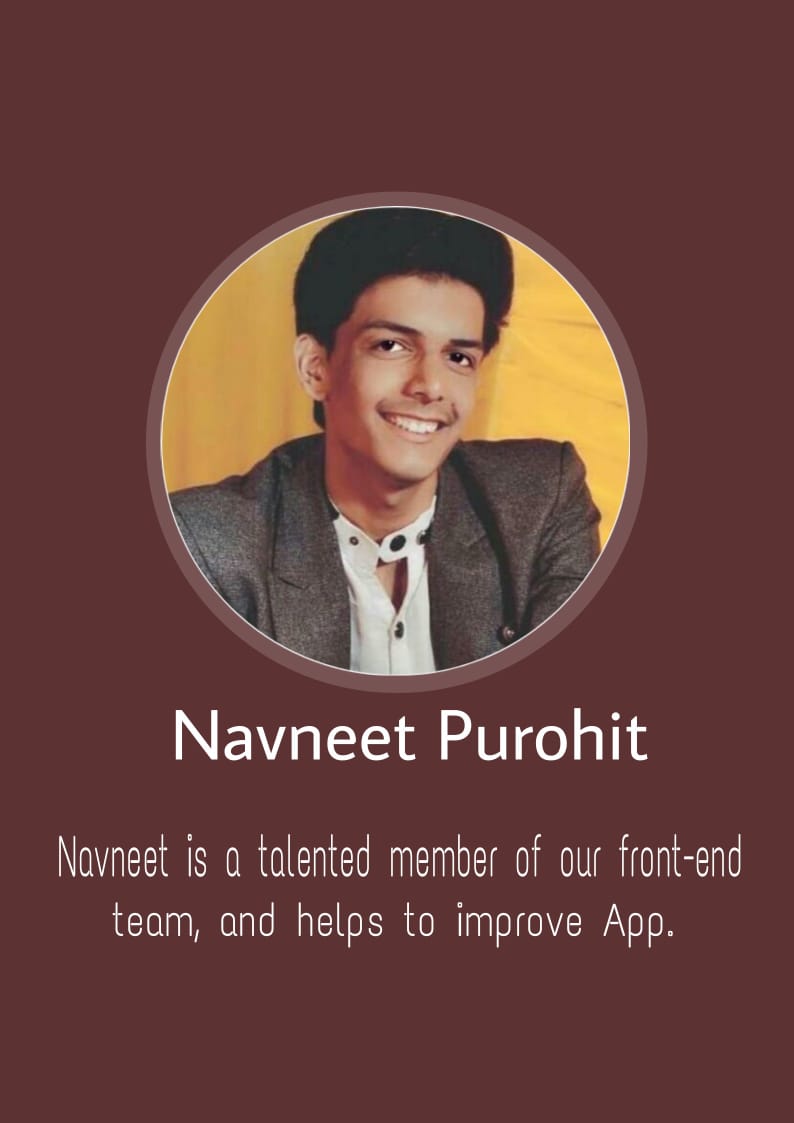 Navneet Purohit
Navneet is a talented member of our front-end
team, and helps to improve App.